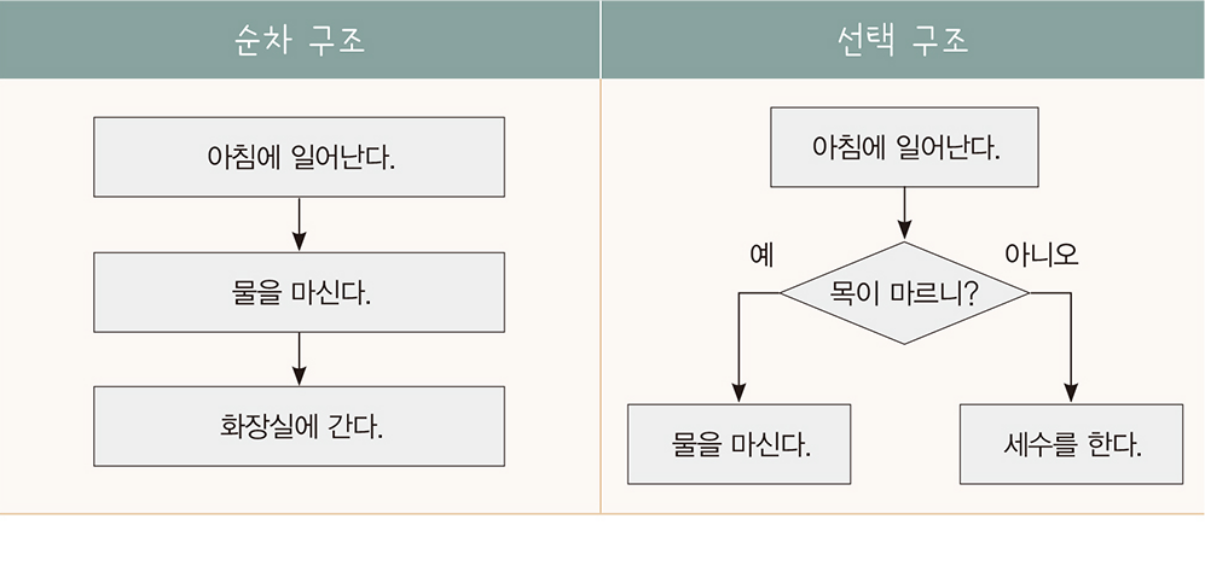 순차 구조
아침에 일어난다.
물을 마신다.
화장실에 간다.
선택 구조
아침에 일어난다.
예
아니오
목이 마르니?
물을 마신다.
세수를 한다.